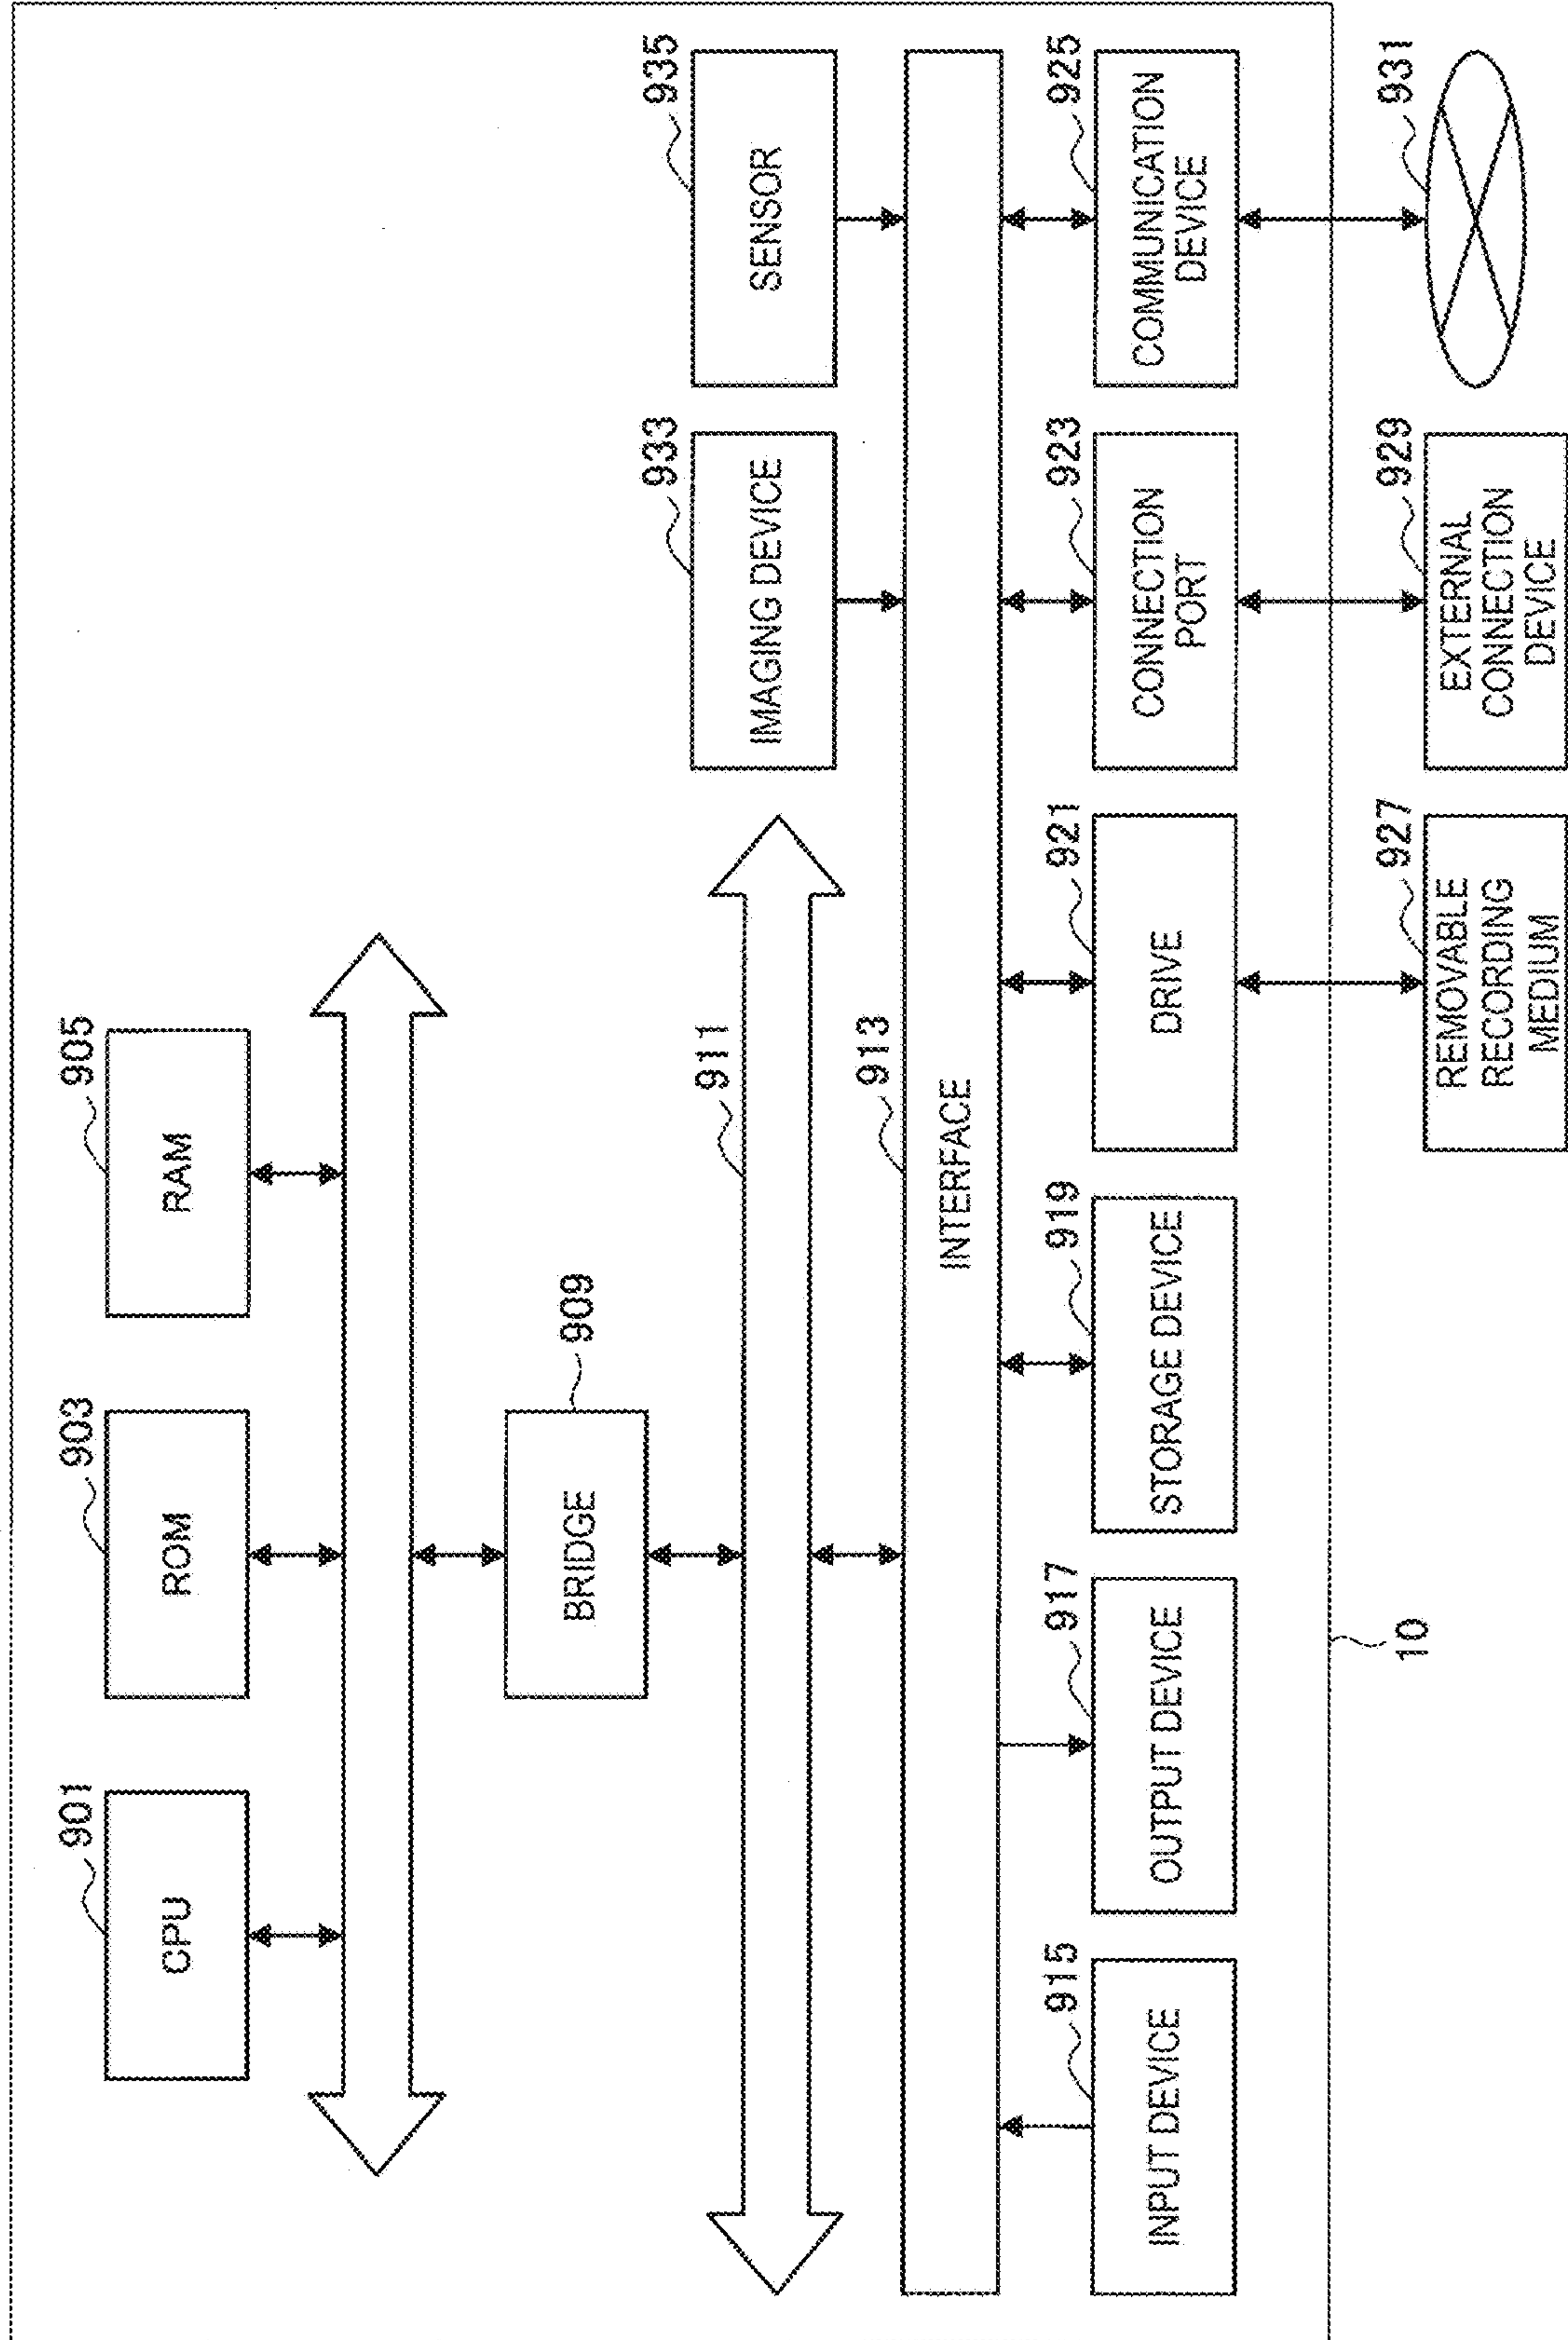 901
CPU
903
ROM
905
RAM
909
BRIDGE
911
933
IMAGING DEVICE
935
SENSOR
913
INTERFACE
915
INPUT DEVICE
917
OUTPUT DEVICE
919
STORAGE DEVICE
921
DRIVE
923
CONNECTION
PORT
925
COMMUNICATION
DEVICE
10
927
REMOVABLE
RECORDING
MEDIUM
929
EXTERNAL
CONNECTION
DEVICE
931